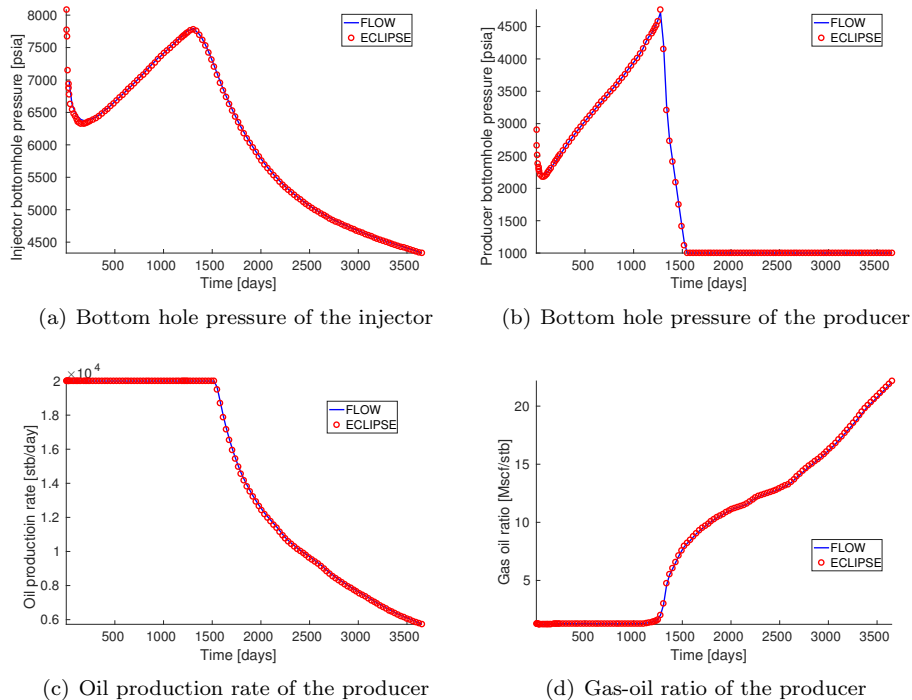 8000
7500
7000
6500
6000
5500
5000
4500
500 1000 1500 2000 2500 3000 3500
Time [days]
Injector bottomhole pressure [psia]
FLOW
ECLIPSE
(a) Bottom hole pressure of the injector
4500
4000
3500
3000
2500
2000
1500
1000
500 1000 1500 2000 2500 3000 3500
Time [days]
Producer bottomhole pressure [psia]
FLOW
ECLIPSE
(b) Bottom hole pressure of the producer
×10⁴
2
1.8
1.6
1.4
1.2
1
0.8
0.6
500 1000 1500 2000 2500 3000 3500
Time [days]
Oil productioin rate [stb/day]
FLOW
ECLIPSE
(c) Oil production rate of the producer
20
15
10
5
500 1000 1500 2000 2500 3000 3500
Time [days]
Gas oil ratio [Mscf/stb]
FLOW
ECLIPSE
(d) Gas-oil ratio of the producer